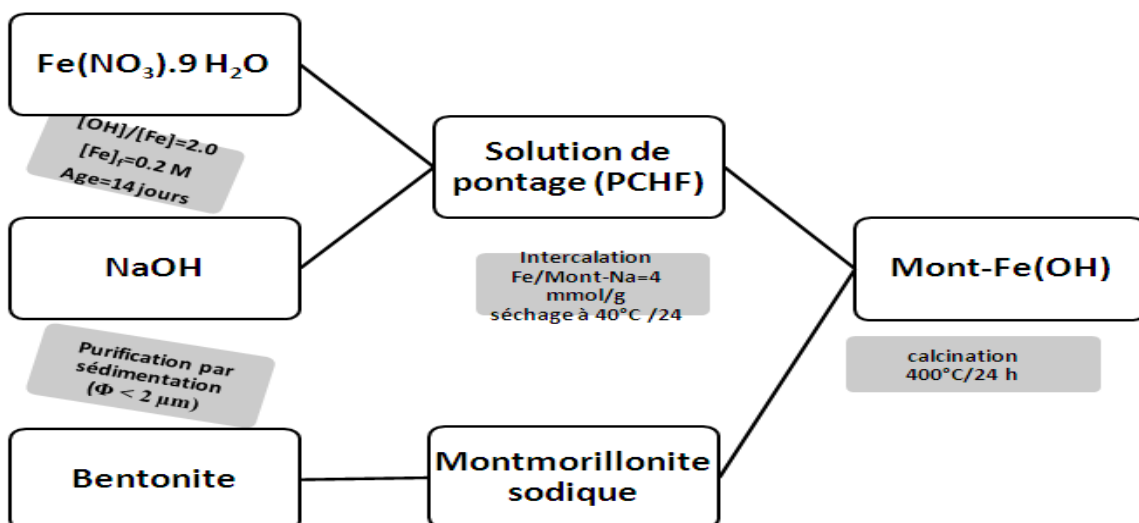 Fe(NO₃).9 H₂O
[OH]/[Fe]=2.0
[Fe]f=0.2 M
Age=14 jours
NaOH
Purification par
sédimentation
(Φ < 2 µm)
Bentonite
Solution de
pontage (PCHF)
Intercalation
Fe/Mont-Na=4
mmol/g
séchage à 40°C /24
Montmorillonite
sodique
Mont-Fe(OH)
calcination
400°C/24 h